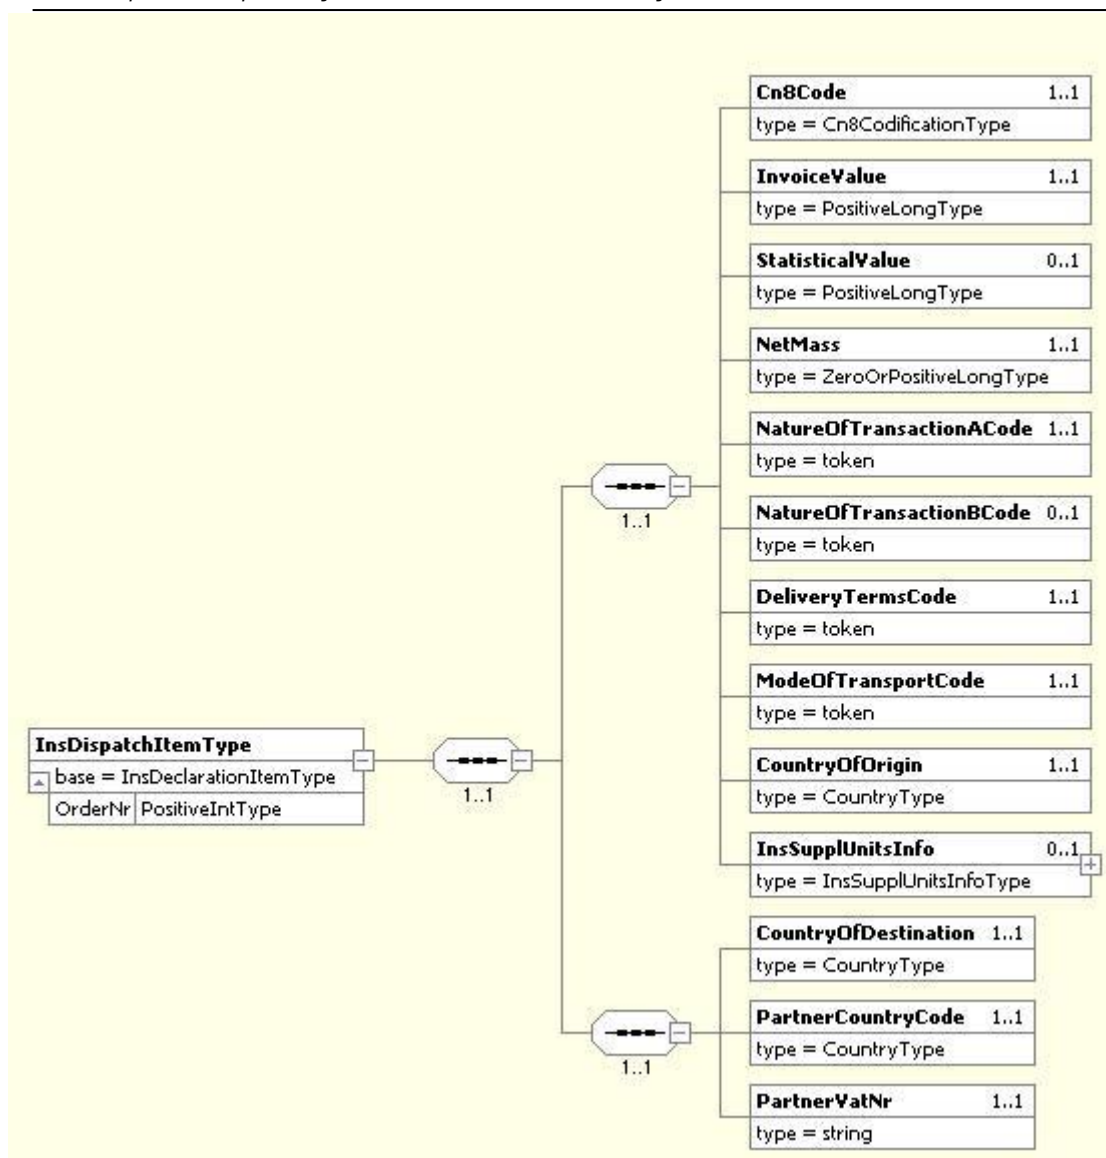 Cn8Code 1..1
type = Cn8CodificationType
InvoiceValue 1..1
type = PositiveLongType
StatisticalValue 0..1
type = PositiveLongType
NetMass 1..1
type = ZeroOrPositiveLongType
NatureOfTransactionACode 1..1
type = token
1..1
NatureOfTransactionBCode 0..1
type = token
DeliveryTermsCode 1..1
type = token
ModeOfTransportCode 1..1
type = token
InsDispatchItemType
base = InsDeclarationItemType
OrderNr PositiveIntType
1..1
CountryOfOrigin 1..1
type = CountryType
InsSupplUnitsInfo 0..1
type = InsSupplUnitsInfoType
CountryOfDestination 1..1
type = CountryType
1..1
PartnerCountryCode 1..1
type = CountryType
PartnerVatNr 1..1
type = string